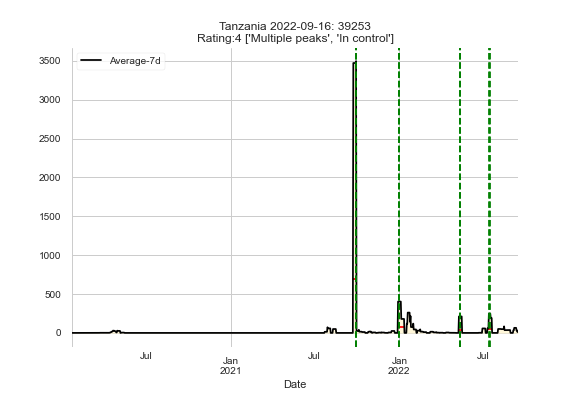 Tanzania 2022-09-16: 39253
Rating:4 ['Multiple peaks', 'In control']
Average-7d
3500
3000
2500
2000
1500
1000
500
0
Jul
Jan
2021
Jul
Jan
2022
Jul
Date